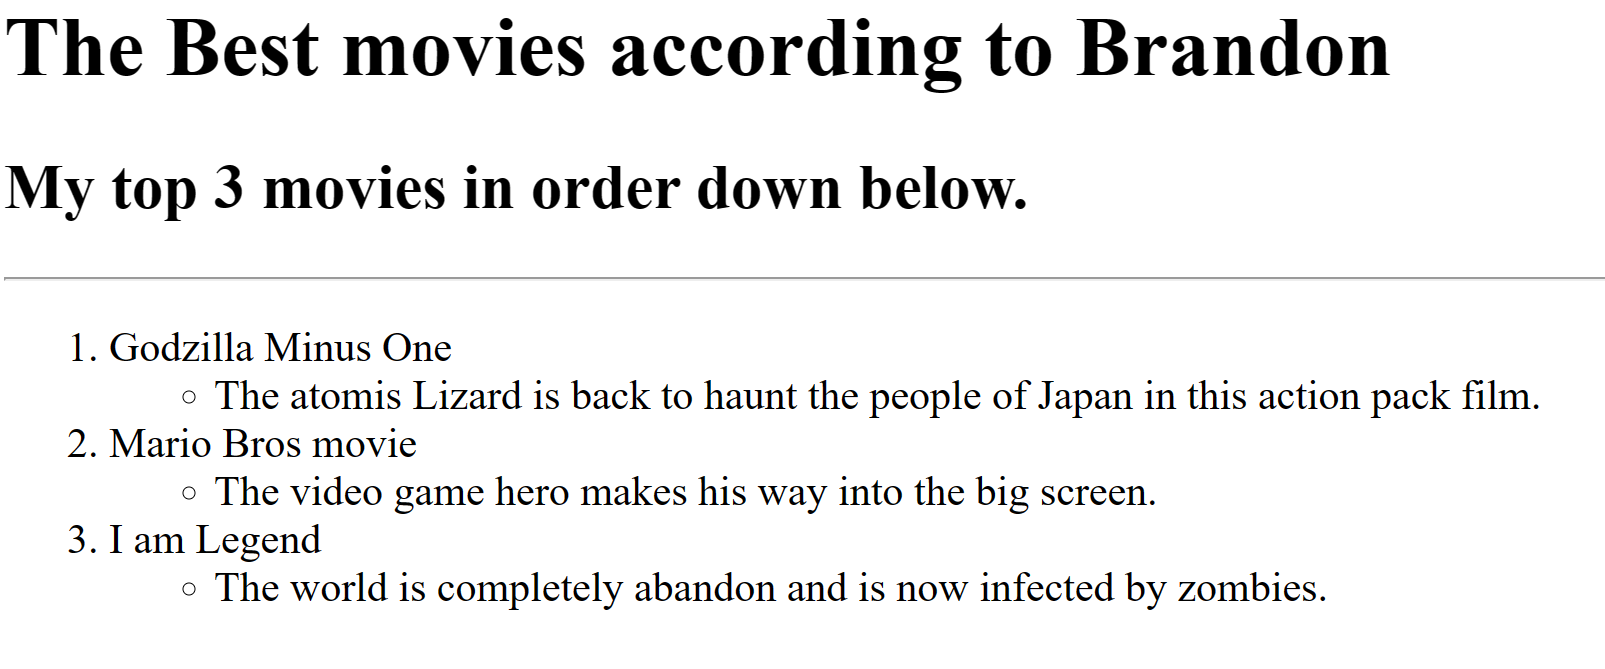 The Best movies according to Brandon
My top 3 movies in order down below.
1. Godzilla Minus One
◦ The atomis Lizard is back to haunt the people of Japan in this action pack film.
2. Mario Bros movie
◦ The video game hero makes his way into the big screen.
3. I am Legend
◦ The world is completely abandon and is now infected by zombies.